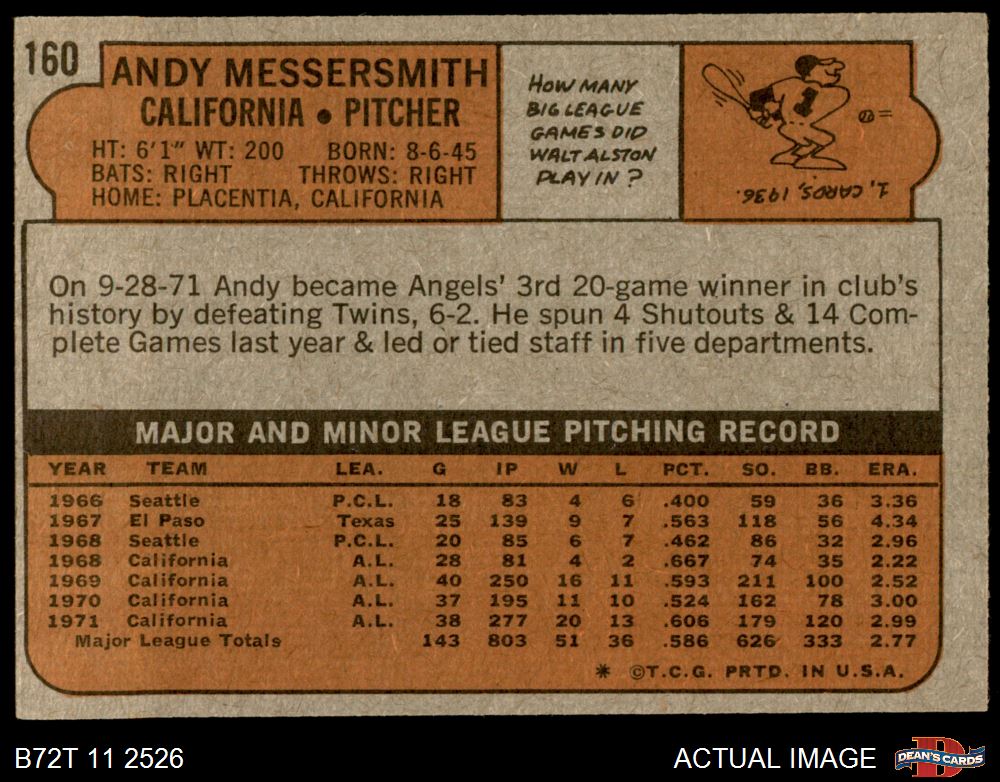 160
ANDY MESSERSMITH
CALIFORNIA • PITCHER
HT: 6'1" WT: 200 BORN: 8-6-45
BATS: RIGHT THROWS: RIGHT
HOME: PLACENTIA, CALIFORNIA
HOW MANY
BIG LEAGUE
GAMES DID
WALT ALSTON
PLAY IN?
1
1, CARDS, 1936.
On 9-28-71 Andy became Angels' 3rd 20-game winner in club's
history by defeating Twins, 6-2. He spun 4 Shutouts & 14 Com-
plete Games last year & led or tied staff in five departments.
MAJOR AND MINOR LEAGUE PITCHING RECORD
YEAR TEAM LEA. G IP W L PCT. SO. BB. ERA.
1966 Seattle P.C.L. 18 83 4 6 .400 59 36 3.36
1967 El Paso Texas 25 139 9 7 .563 118 56 4.34
1968 Seattle P.C.L. 20 85 6 7 .462 86 32 2.96
1968 California A.L. 28 81 4 2 .667 74 35 2.22
1969 California A.L. 40 250 16 11 .593 211 100 2.52
1970 California A.L. 37 195 11 10 .524 162 78 3.00
1971 California A.L. 38 277 20 13 .606 179 120 2.99
Major League Totals 143 803 51 36 .586 626 333 2.77
* ©T.C.G. PRTD. IN U.S.A.
B72T 11 2526
ACTUAL IMAGE
D
DEAN'S CARDS